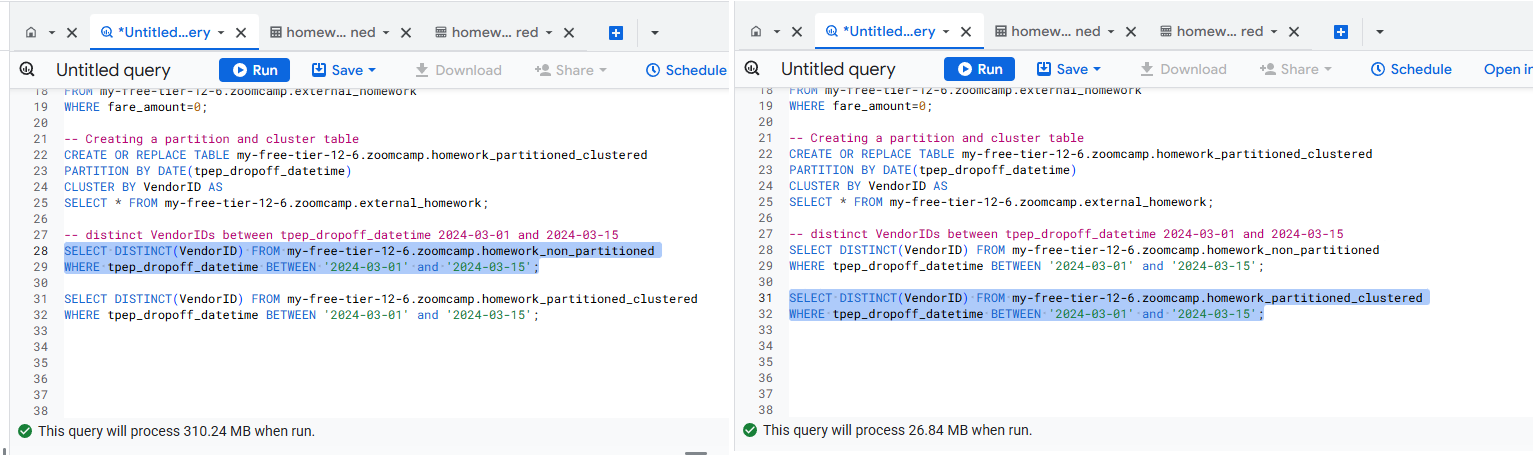 *Untitled...ery
homew... ned
homew... red
Untitled query
Run
Save
Download
Share
Schedule
18 FROM my-free-tier-12-6.zoomcamp.external_homework
19 WHERE fare_amount=0;
20
21 -- Creating a partition and cluster table
22 CREATE OR REPLACE TABLE my-free-tier-12-6.zoomcamp.homework_partitioned_clustered
23 PARTITION BY DATE(tpep_dropoff_datetime)
24 CLUSTER BY VendorID AS
25 SELECT * FROM my-free-tier-12-6.zoomcamp.external_homework;
26
27 -- distinct VendorIDs between tpep_dropoff_datetime 2024-03-01 and 2024-03-15
28 SELECT DISTINCT(VendorID) FROM my-free-tier-12-6.zoomcamp.homework_non_partitioned
29 WHERE tpep_dropoff_datetime BETWEEN '2024-03-01' and '2024-03-15';
30
31 SELECT DISTINCT(VendorID) FROM my-free-tier-12-6.zoomcamp.homework_partitioned_clustered
32 WHERE tpep_dropoff_datetime BETWEEN '2024-03-01' and '2024-03-15';
33
34
35
36
37
38
This query will process 310.24 MB when run.
*Untitled...ery
homew... ned
homew... red
Untitled query
Run
Save
Download
Share
Schedule
Open in
18 FROM my-free-tier-12-6.zoomcamp.external_homework
19 WHERE fare_amount=0;
20
21 -- Creating a partition and cluster table
22 CREATE OR REPLACE TABLE my-free-tier-12-6.zoomcamp.homework_partitioned_clustered
23 PARTITION BY DATE(tpep_dropoff_datetime)
24 CLUSTER BY VendorID AS
25 SELECT * FROM my-free-tier-12-6.zoomcamp.external_homework;
26
27 -- distinct VendorIDs between tpep_dropoff_datetime 2024-03-01 and 2024-03-15
28 SELECT DISTINCT(VendorID) FROM my-free-tier-12-6.zoomcamp.homework_non_partitioned
29 WHERE tpep_dropoff_datetime BETWEEN '2024-03-01' and '2024-03-15';
30
31 SELECT DISTINCT(VendorID) FROM my-free-tier-12-6.zoomcamp.homework_partitioned_clustered
32 WHERE tpep_dropoff_datetime BETWEEN '2024-03-01' and '2024-03-15';
33
34
35
36
37
38
This query will process 26.84 MB when run.